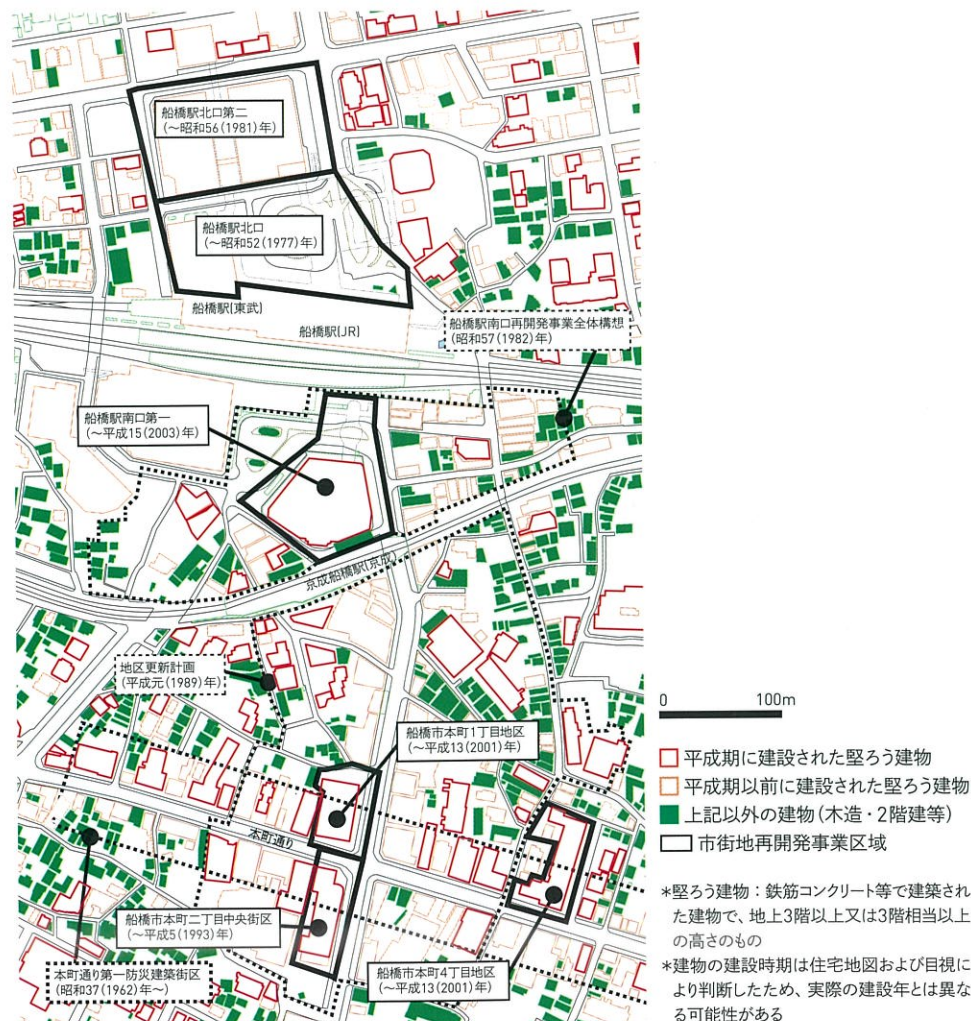 船橋駅北口第二
(～昭和56(1981)年)
船橋駅北口
(～昭和52(1977)年)
船橋駅(東武)
船橋駅(JR)
船橋駅南口再開発事業全体構想
(昭和57(1982)年)
船橋駅南口第一
(～平成15(2003)年)
京成船橋駅(京成)
地区更新計画
(平成元(1989)年)
船橋市本町1丁目地区
(～平成13(2001)年)
本町通り
船橋市本町二丁目中央街区
(～平成5(1993)年)
本町通り第一防災建築街区
(昭和37(1962)年～)
船橋市本町4丁目地区
(～平成13(2001)年)
0 100m
平成期に建設された堅ろう建物
平成期以前に建設された堅ろう建物
上記以外の建物(木造・2階建等)
市街地再開発事業区域
*堅ろう建物：鉄筋コンクリート等で建築され
た建物で、地上3階以上又は3階相当以上
の高さのもの
*建物の建設時期は住宅地図および目視に
より判断したため、実際の建設年とは異な
る可能性がある